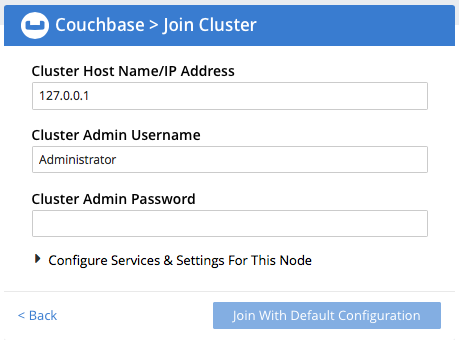 Couchbase > Join Cluster
Cluster Host Name/IP Address
127.0.0.1
Cluster Admin Username
Administrator
Cluster Admin Password
Configure Services & Settings For This Node
< Back
Join With Default Configuration